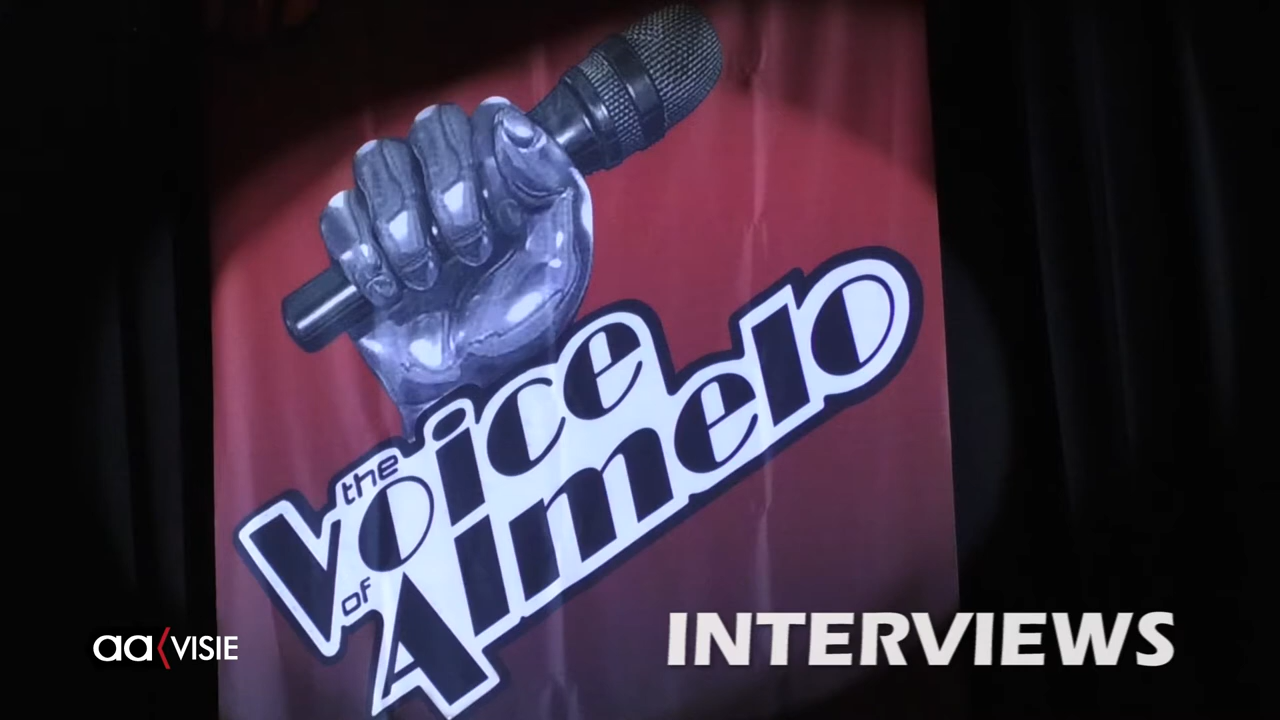 the
Voice
of
Almelo
aa VISIE
INTERVIEWS